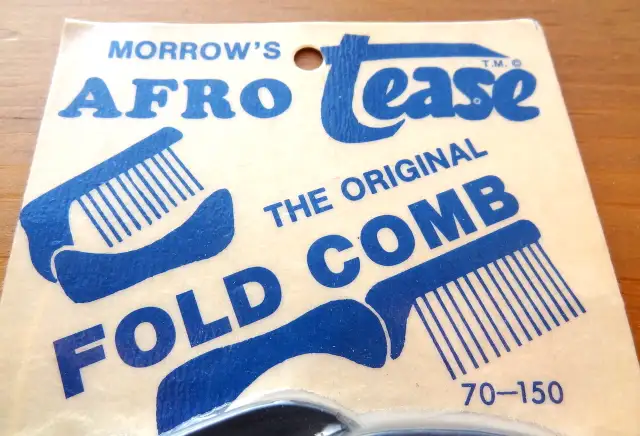 MORROW'S
AFRO Tease
T.M. ©
THE ORIGINAL
FOLD COMB
70-150